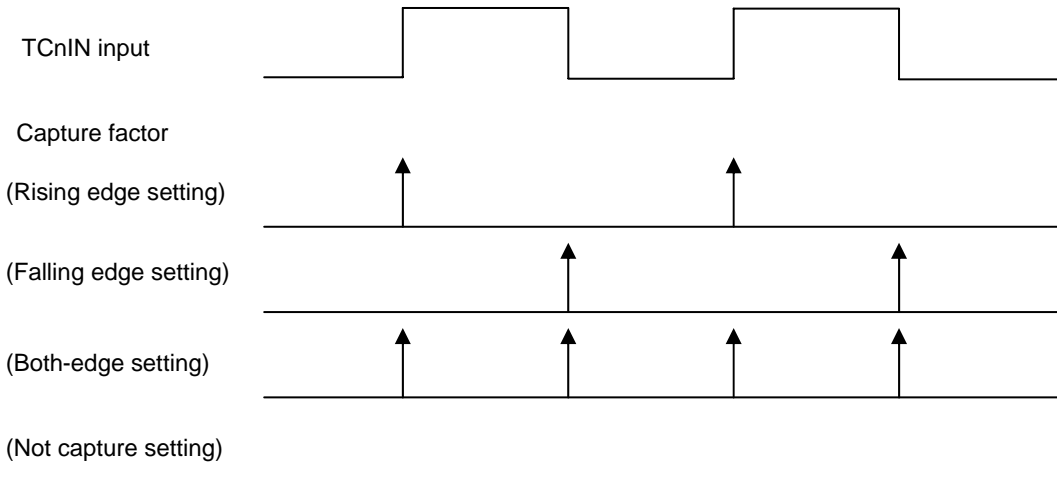 TCnIN input
Capture factor
(Rising edge setting)
(Falling edge setting)
(Both-edge setting)
(Not capture setting)